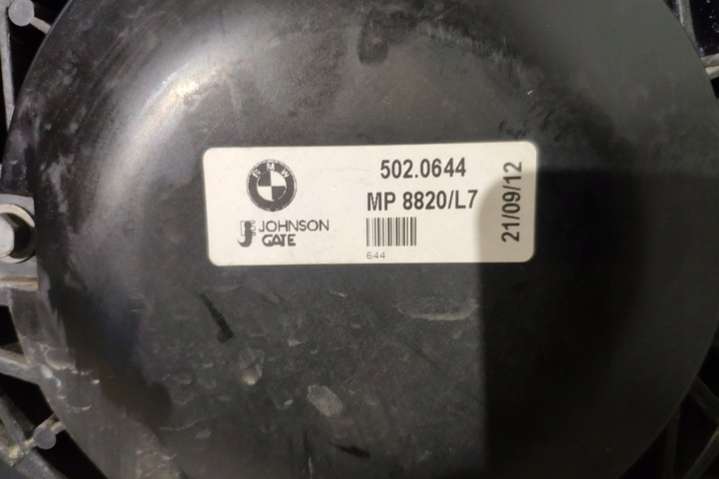 BMW
502.0644
MP 8820/L7
JOHNSON
GATE
644
21/09/12